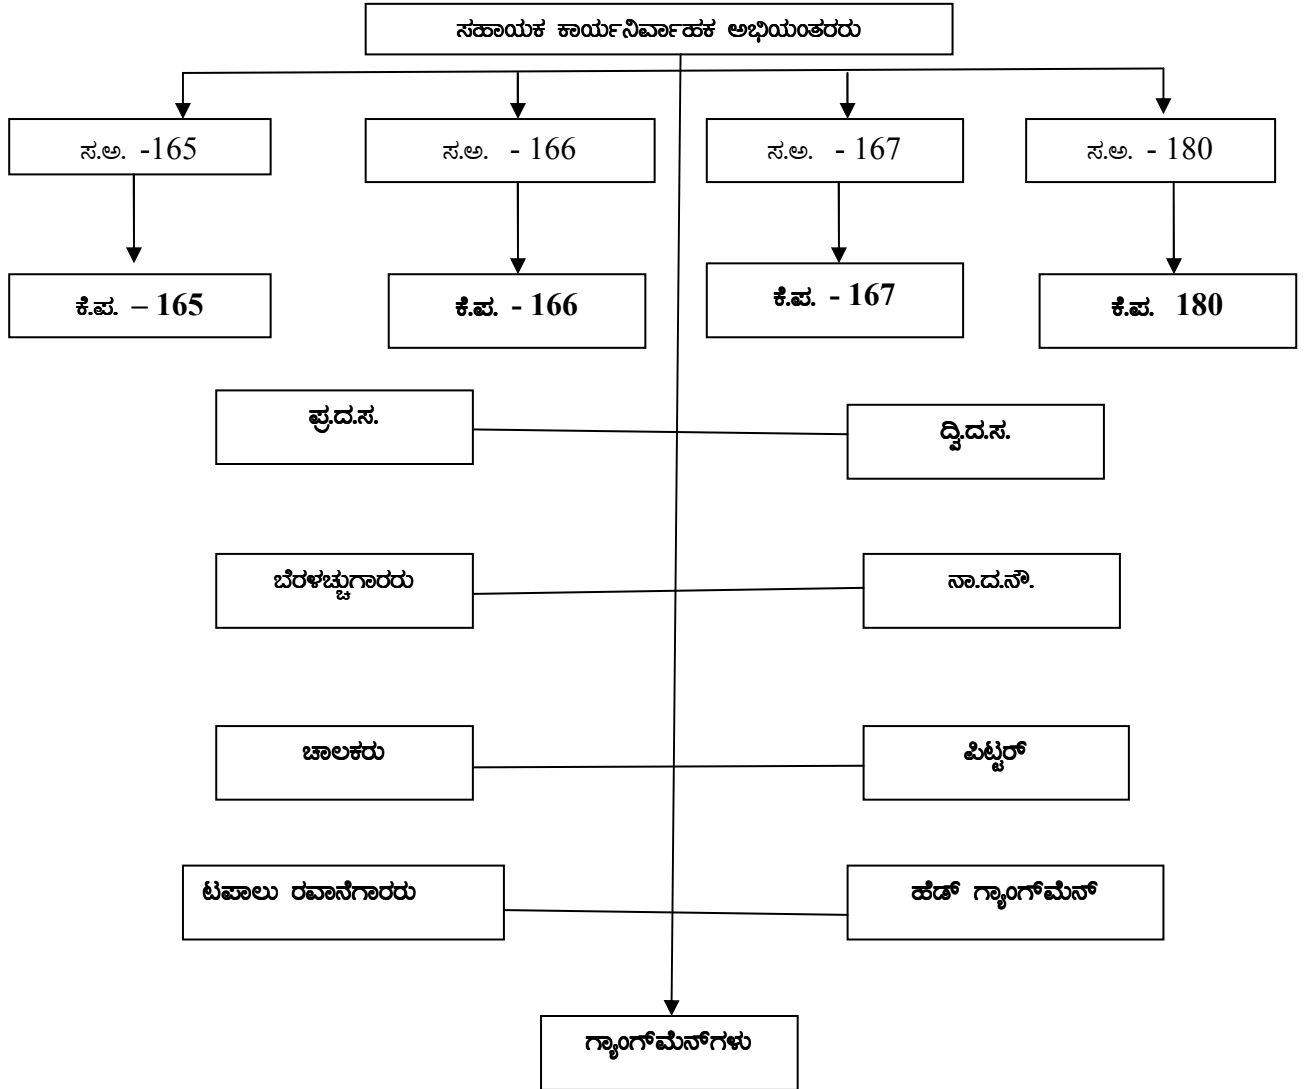 ಸಹಾಯಕ ಕಾರ್ಯನಿರ್ವಾಹಕ ಅಭಿಯಂತರರು
ಸ.ಅ. -165
ಸ.ಅ. - 166
ಸ.ಅ. - 167
ಸ.ಅ. - 180
ಕೆ.ಪ. – 165
ಕೆ.ಪ. - 166
ಕೆ.ಪ. - 167
ಕೆ.ಪ. 180
ಪ್ರ.ದ.ಸ.
ದ್ವಿ.ದ.ಸ.
ಬೆರಳಚ್ಚುಗಾರರು
ನಾ.ದ.ನೌ.
ಚಾಲಕರು
ಪಿಟ್ಟರ್
ಟಪಾಲು ರವಾನೆಗಾರರು
ಹೆಡ್ ಗ್ಯಾಂಗ್‌ಮೆನ್
ಗ್ಯಾಂಗ್‌ಮೆನ್‌ಗಳು